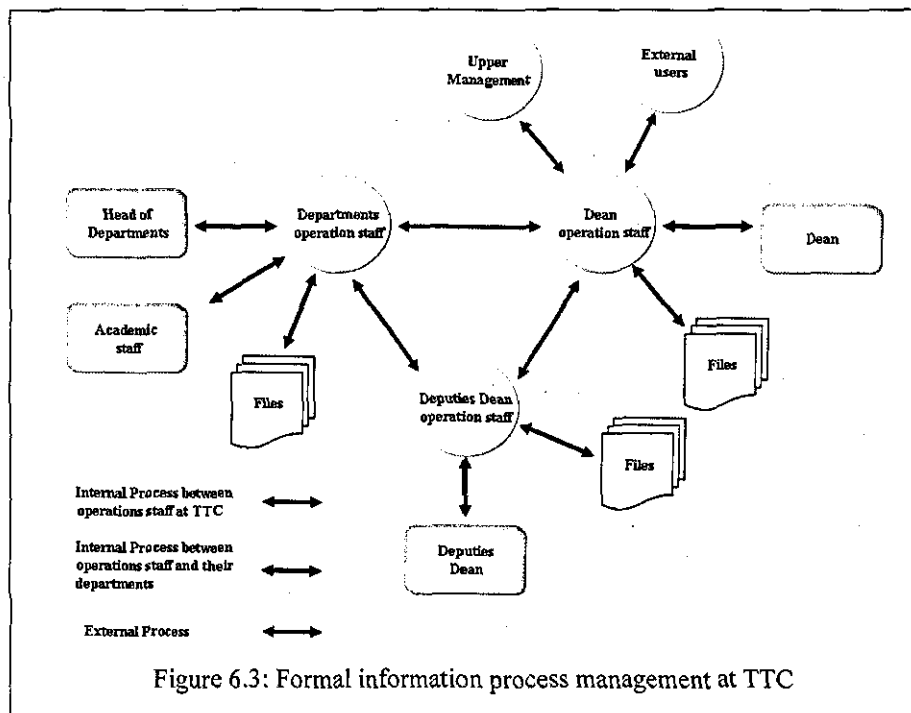 Upper
Management
External
users
Head of
Departments
Departments
operation staff
Dean
operation staff
Dean
Academic
staff
Files
Deputies Dean
operation staff
Files
Files
Internal Process between
operations staff at TTC
Internal Process between
operations staff and their
departments
External Process
Deputies
Dean
Figure 6.3: Formal information process management at TTC